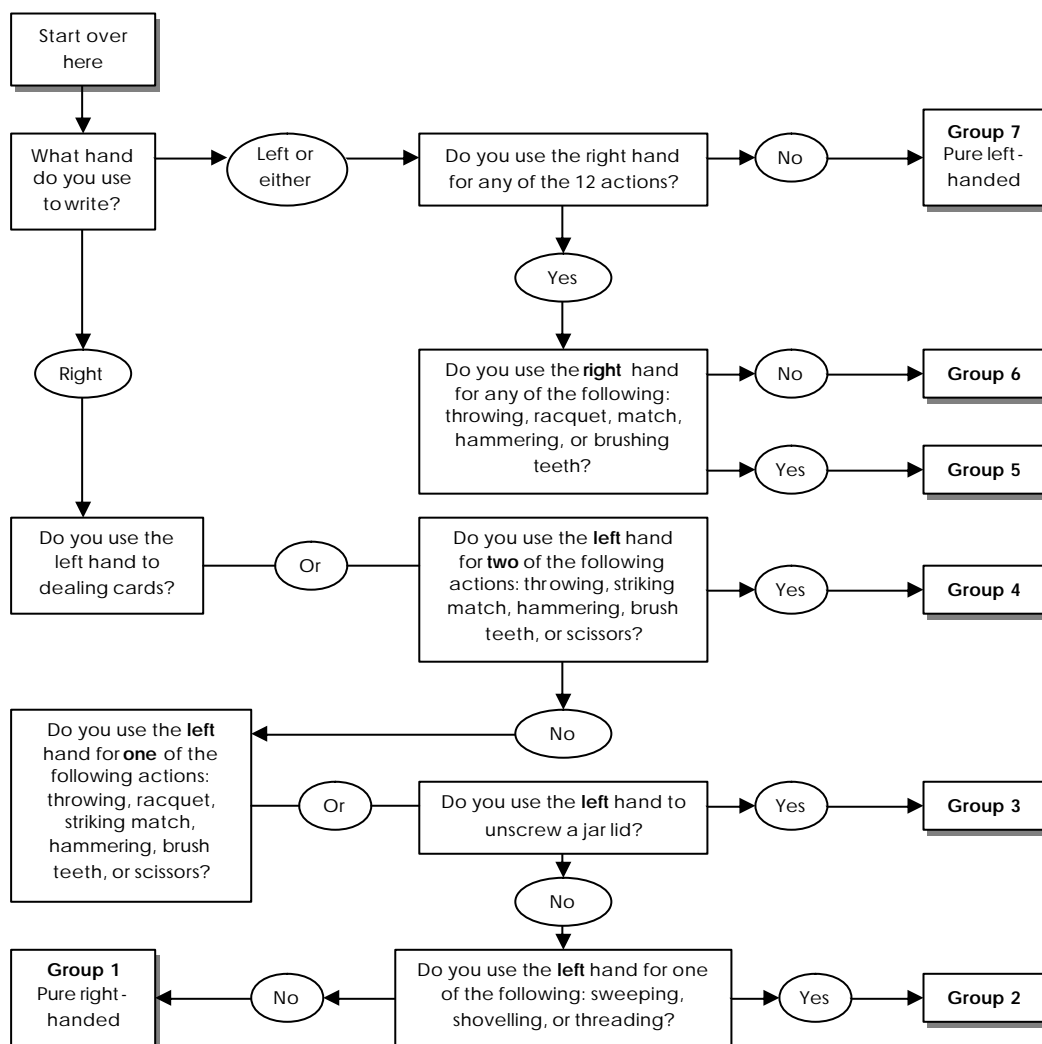 Start over
here
What hand
do you use
to write?
Left or
either
Do you use the right hand
for any of the 12 actions?
No
Group 7
Pure left-
handed
Yes
Right
Do you use the right hand
for any of the following:
throwing, racquet, match,
hammering, or brushing
teeth?
No
Group 6
Yes
Group 5
Do you use the
left hand to
dealing cards?
Or
Do you use the left hand
for two of the following
actions: throwing, striking
match, hammering, brush
teeth, or scissors?
Yes
Group 4
No
Do you use the left
hand for one of the
following actions:
throwing, racquet,
striking match,
hammering, brush
teeth, or scissors?
Or
Do you use the left hand to
unscrew a jar lid?
Yes
Group 3
No
Group 1
Pure right-
handed
No
Do you use the left hand for one
of the following: sweeping,
shovelling, or threading?
Yes
Group 2